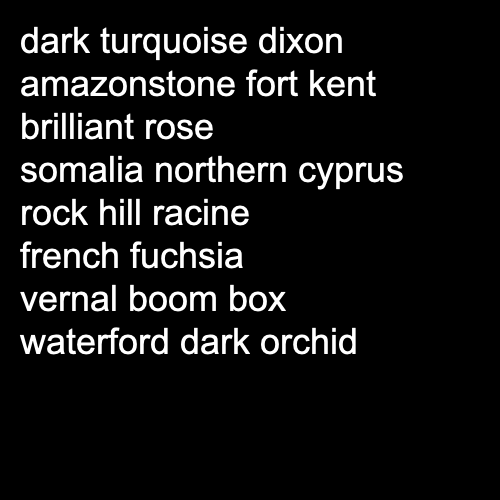 dark turquoise dixon
amazonstone fort kent
brilliant rose
somalia northern cyprus
rock hill racine
french fuchsia
vernal boom box
waterford dark orchid